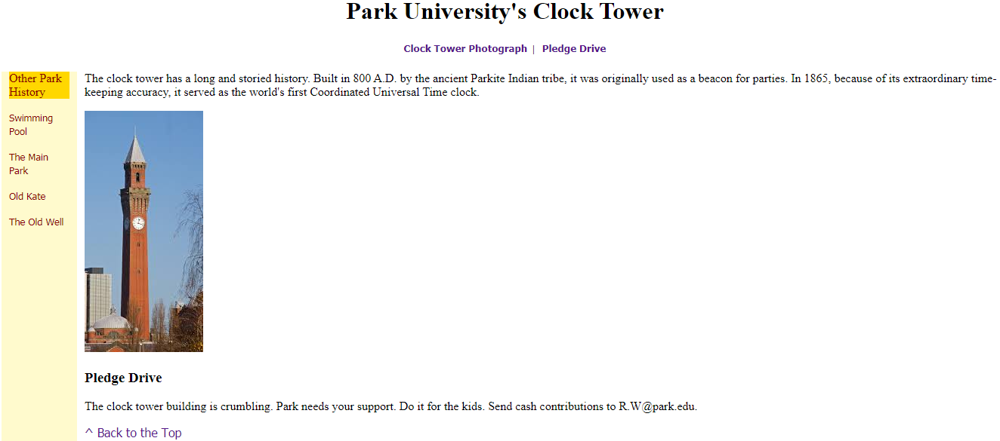 Park University's Clock Tower
Clock Tower Photograph | Pledge Drive
Other Park
History
Swimming
Pool
The Main
Park
Old Kate
The Old Well
The clock tower has a long and storied history. Built in 800 A.D. by the ancient Parkite Indian tribe, it was originally used as a beacon for parties. In 1865, because of its extraordinary time-
keeping accuracy, it served as the world's first Coordinated Universal Time clock.
Pledge Drive
The clock tower building is crumbling. Park needs your support. Do it for the kids. Send cash contributions to R.W@park.edu.
^ Back to the Top